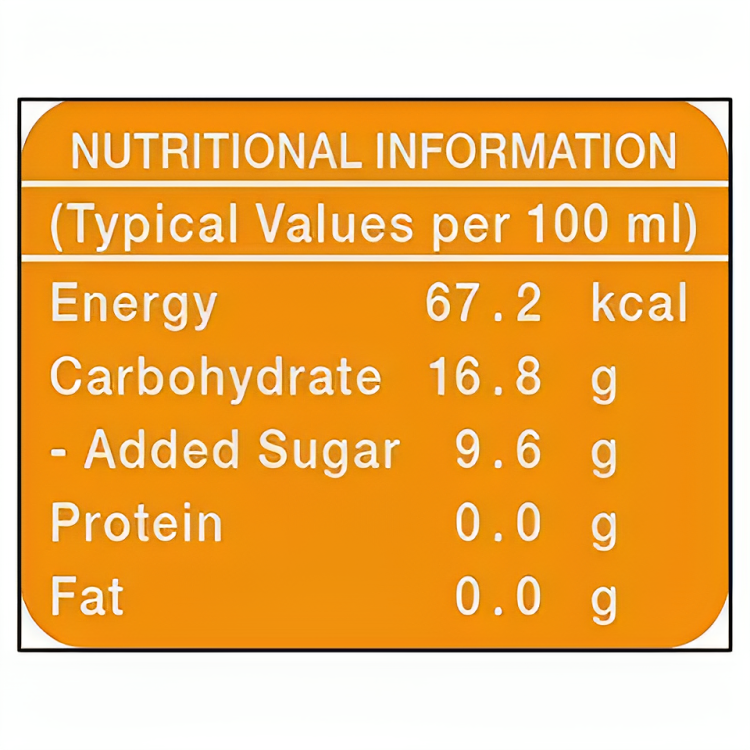 NUTRITIONAL INFORMATION
(Typical Values per 100 ml)
Energy 67.2 kcal
Carbohydrate 16.8 g
- Added Sugar 9.6 g
Protein 0.0 g
Fat 0.0 g